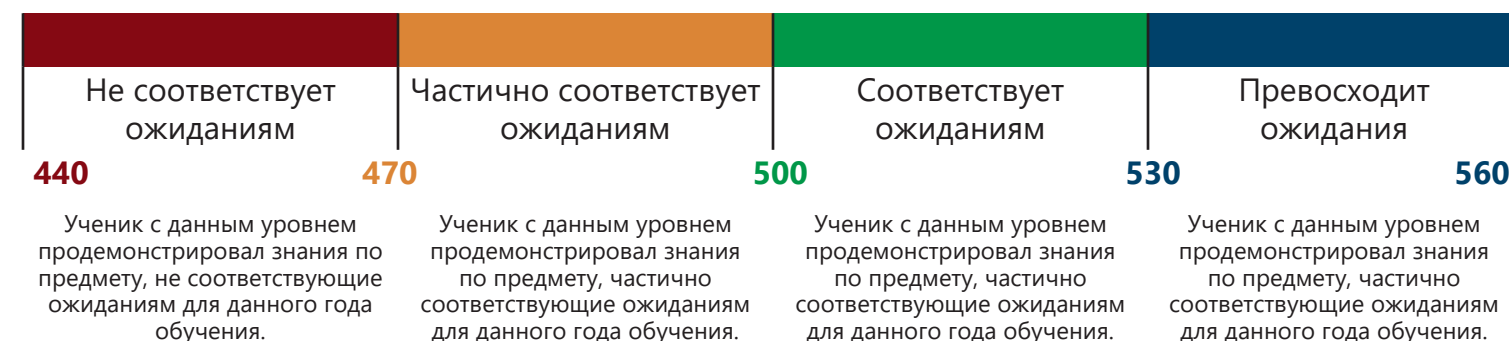 Не соответствует
ожиданиям
Частично соответствует
ожиданиям
Соответствует
ожиданиям
Превосходит
ожидания
440
470
500
530
560
Ученик с данным уровнем
продемонстрировал знания по
предмету, не соответствующие
ожиданиям для данного года
обучения.
Ученик с данным уровнем
продемонстрировал знания
по предмету, частично
соответствующие ожиданиям
для данного года обучения.
Ученик с данным уровнем
продемонстрировал знания
по предмету, частично
соответствующие ожиданиям
для данного года обучения.
Ученик с данным уровнем
продемонстрировал знания
по предмету, частично
соответствующие ожиданиям
для данного года обучения.